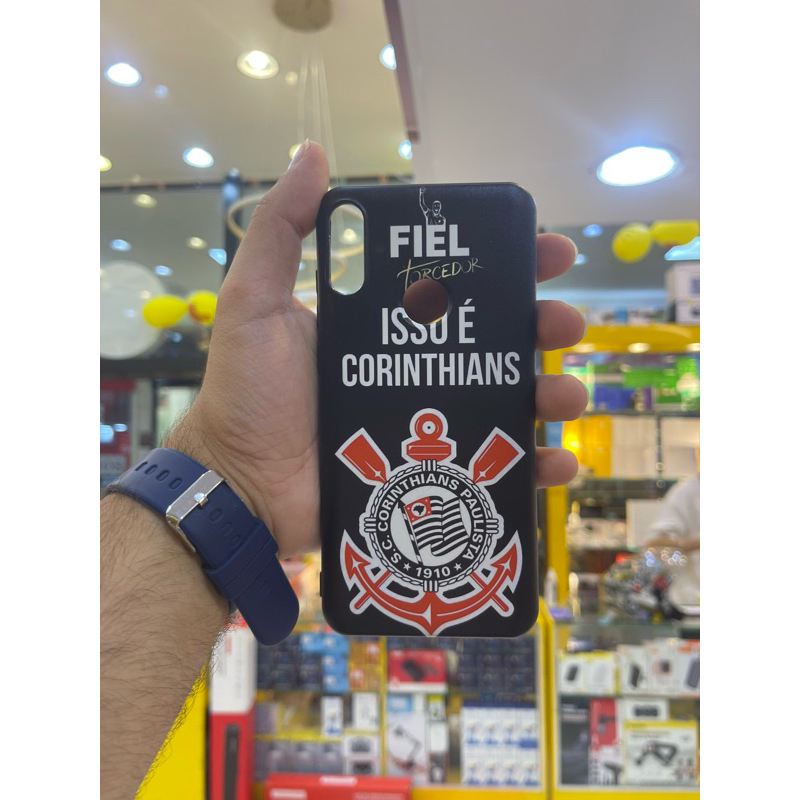 FIEL
TORCEDOR
ISSO É
CORINTHIANS
S.C. CORINTHIANS PAULISTA
★ 1910 ★